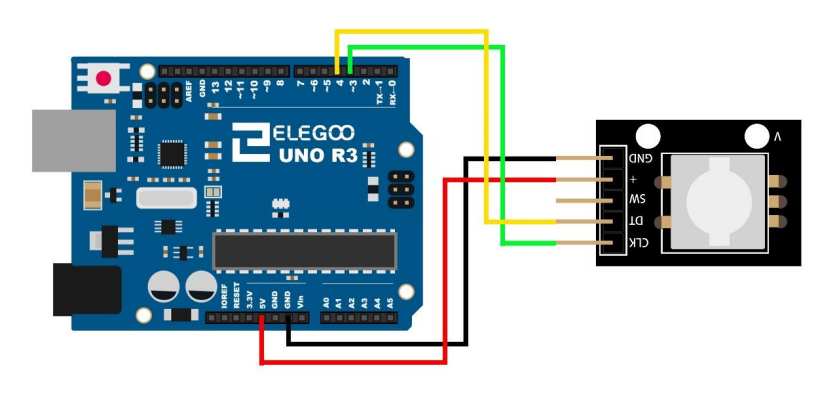 AREF
GND
13
12
~11
~10
~9
8
7
~6
~5
4
~3
2
TX→1
RX←0
ELEGOO
UNO R3
IOREF
RESET
3.3V
5V
GND
GND
Vin
A0
A1
A2
A3
A4
A5
V
GND
+
SW
DT
CLK